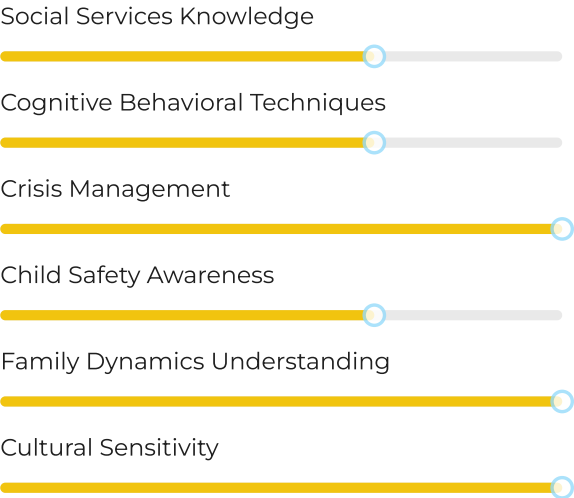 Social Services Knowledge
Cognitive Behavioral Techniques
Crisis Management
Child Safety Awareness
Family Dynamics Understanding
Cultural Sensitivity